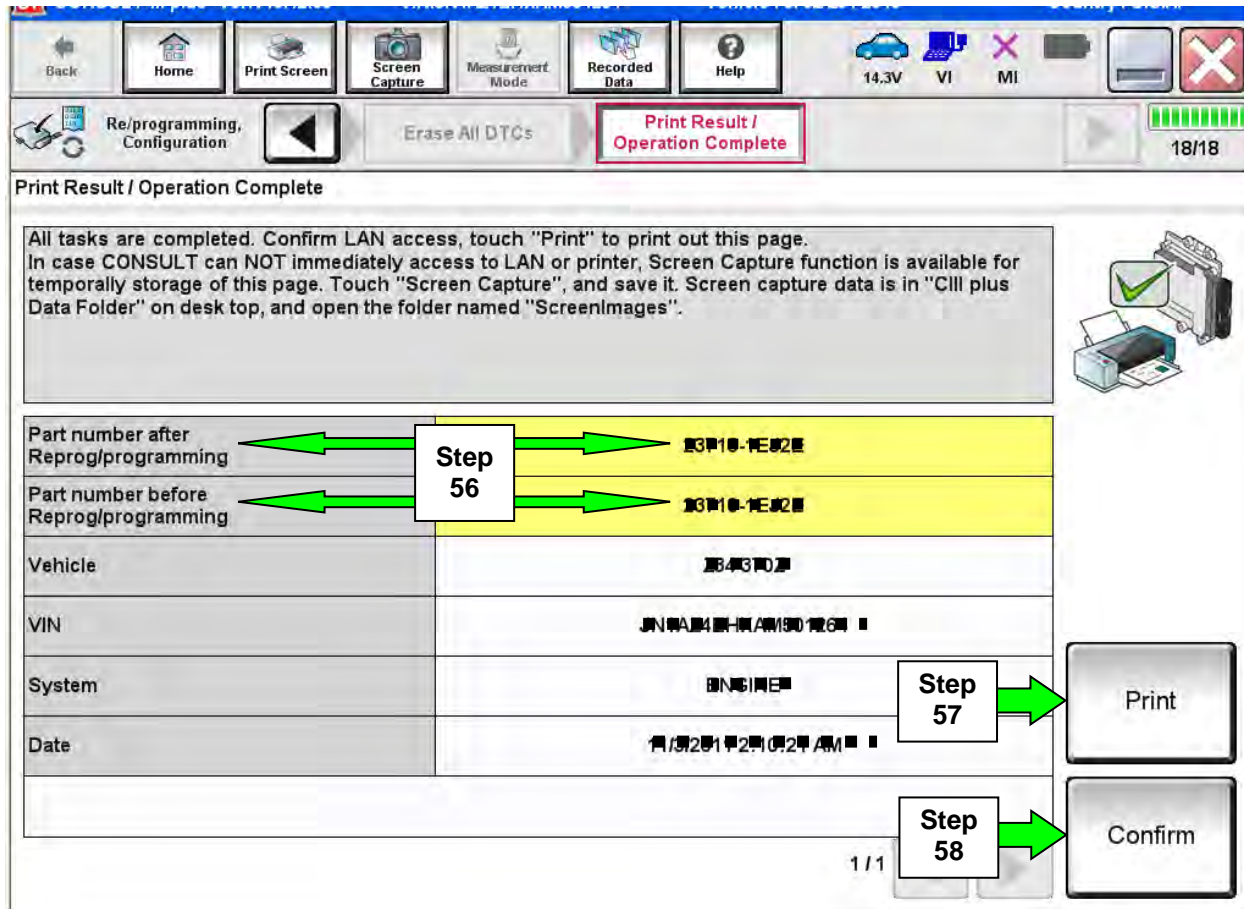 Back
Home
Print Screen
Screen
Capture
Measurement
Mode
Recorded
Data
Help
14.3V
VI
MI
Re/programming,
Configuration
Erase All DTCs
Print Result /
Operation Complete
18/18
Print Result / Operation Complete
All tasks are completed. Confirm LAN access, touch "Print" to print out this page.
In case CONSULT can NOT immediately access to LAN or printer, Screen Capture function is available for
temporally storage of this page. Touch "Screen Capture", and save it. Screen capture data is in "CIII plus
Data Folder" on desk top, and open the folder named "ScreenImages".
Part number after
Reprog/programming
Step
56
Part number before
Reprog/programming
Vehicle
VIN
System
ENGINE
Step
57
Print
Date
Step
58
Confirm
1/1